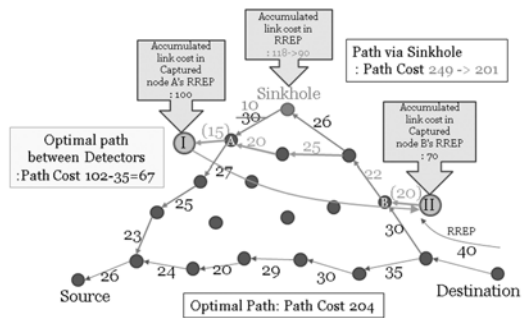 Accumulated
link cost in
RREP
: 118->90
Accumulated
link cost in
Captured
node A's RREP
: 100
Path via Sinkhole
: Path Cost 249 -> 201
Sinkhole
10
30
26
(15)
I
A
20
25
Accumulated
link cost in
Captured
node B's RREP
: 70
Optimal path
between Detectors
:Path Cost 102-35=67
27
22
25
(20)
B
II
23
30
RREP
40
26
24
20
29
30
35
Source
Destination
Optimal Path: Path Cost 204